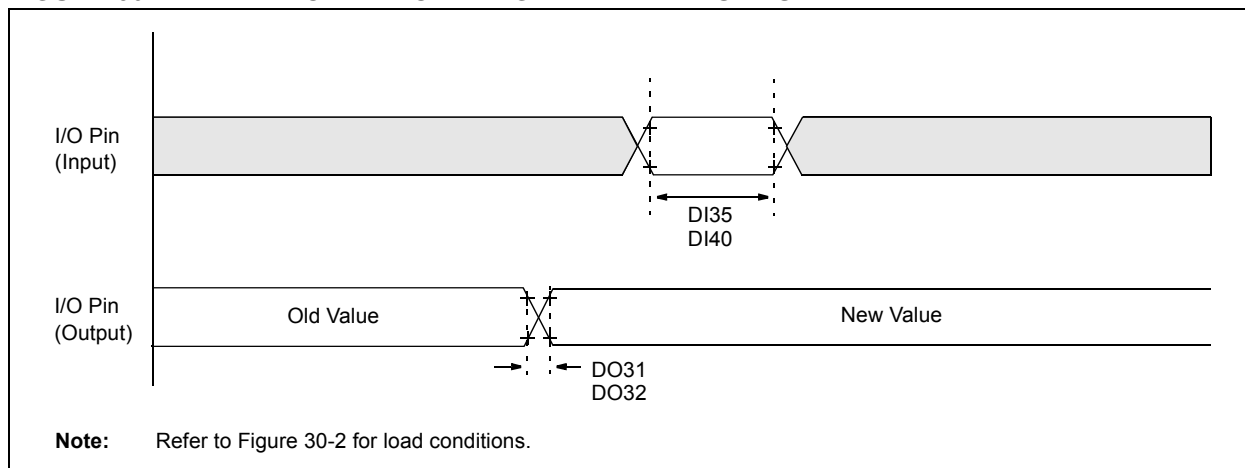 I/O Pin
(Input)
DI35
DI40
I/O Pin
(Output)
Old Value
New Value
DO31
DO32
Note: Refer to Figure 30-2 for load conditions.